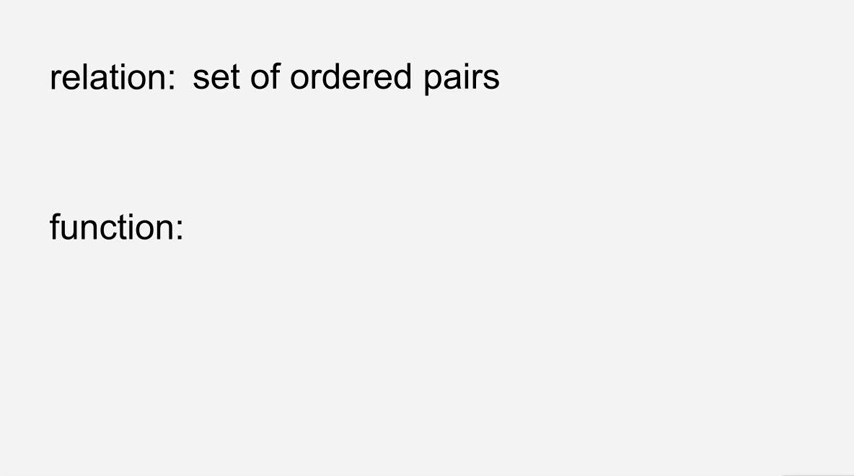 relation: set of ordered pairs
function: